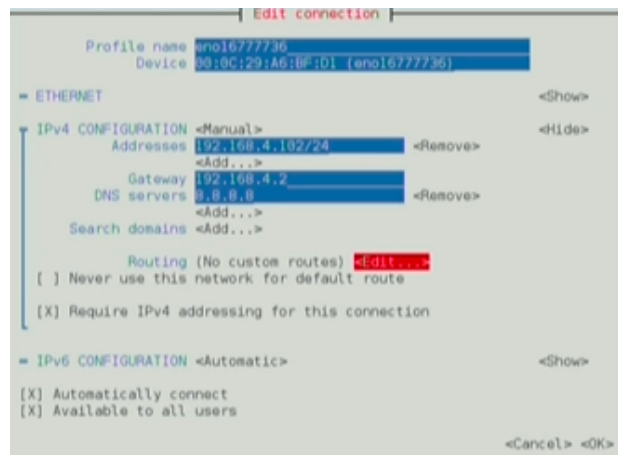 Edit connection
Profile name eno16777736
Device 00:0C:29:A6:BF:D1 (eno16777736)
ETHERNET <Show>
IPv4 CONFIGURATION <Manual> <Hide>
Addresses 192.168.4.102/24 <Remove>
<Add...>
Gateway 192.168.4.2
DNS servers 8.8.8.8 <Remove>
<Add...>
Search domains <Add...>
Routing (No custom routes) <Edit...>
[ ] Never use this network for default route
[X] Require IPv4 addressing for this connection
IPv6 CONFIGURATION <Automatic> <Show>
[X] Automatically connect
[X] Available to all users
<Cancel> <OK>